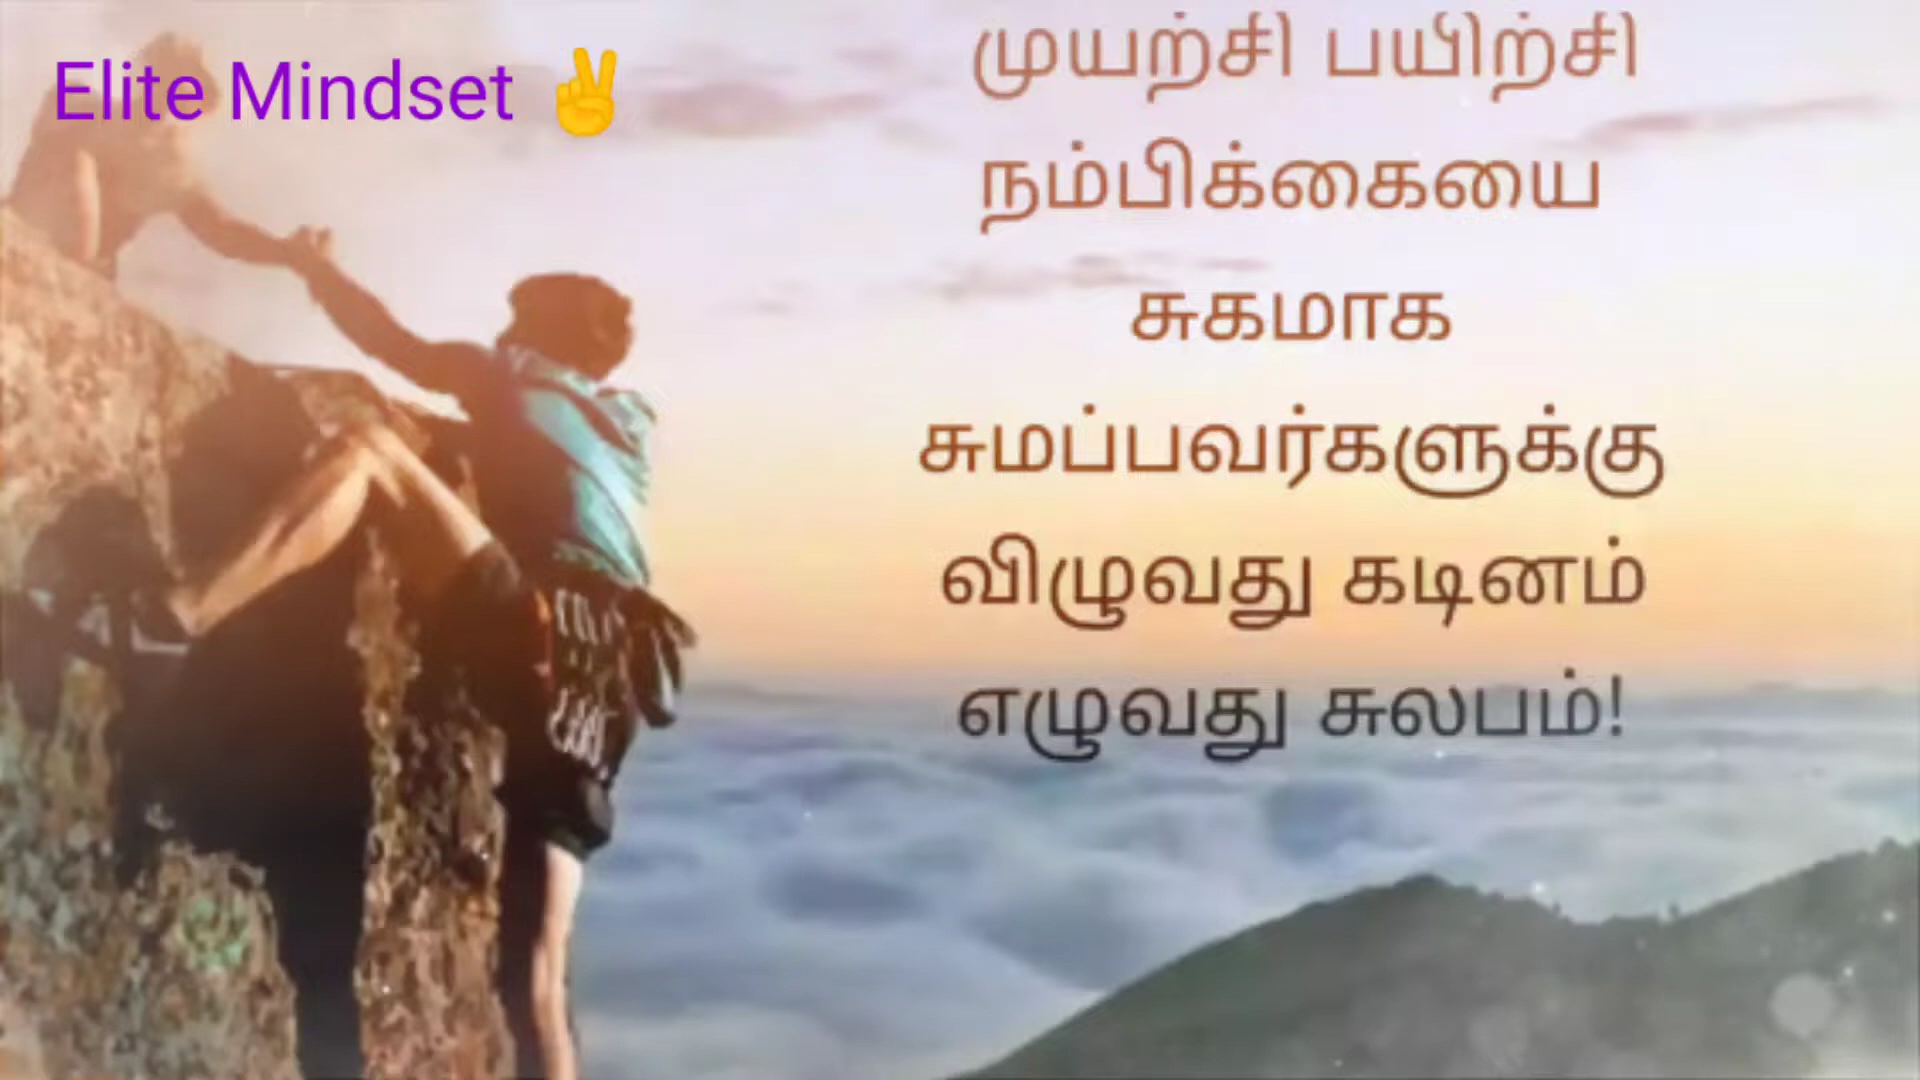 Elite Mindset ✌
முயற்சி பயிற்சி
நம்பிக்கையை
சுகமாக
சுமப்பவர்களுக்கு
விழுவது கடினம்
எழுவது சுலபம்!